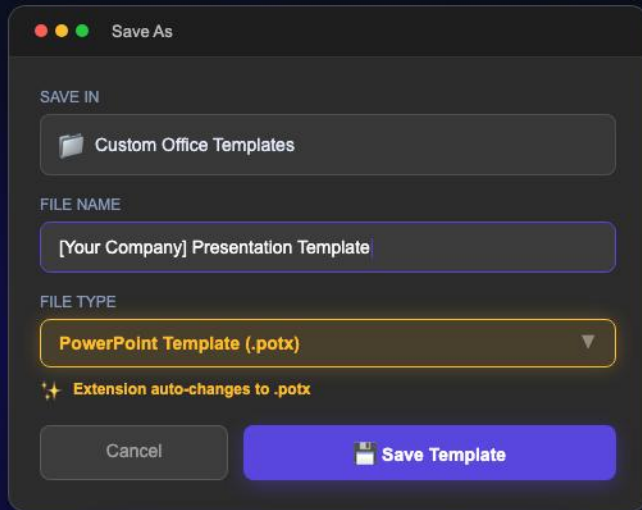 Save As
SAVE IN
Custom Office Templates
FILE NAME
[Your Company] Presentation Template
FILE TYPE
PowerPoint Template (.potx)
Extension auto-changes to .potx
Cancel
Save Template